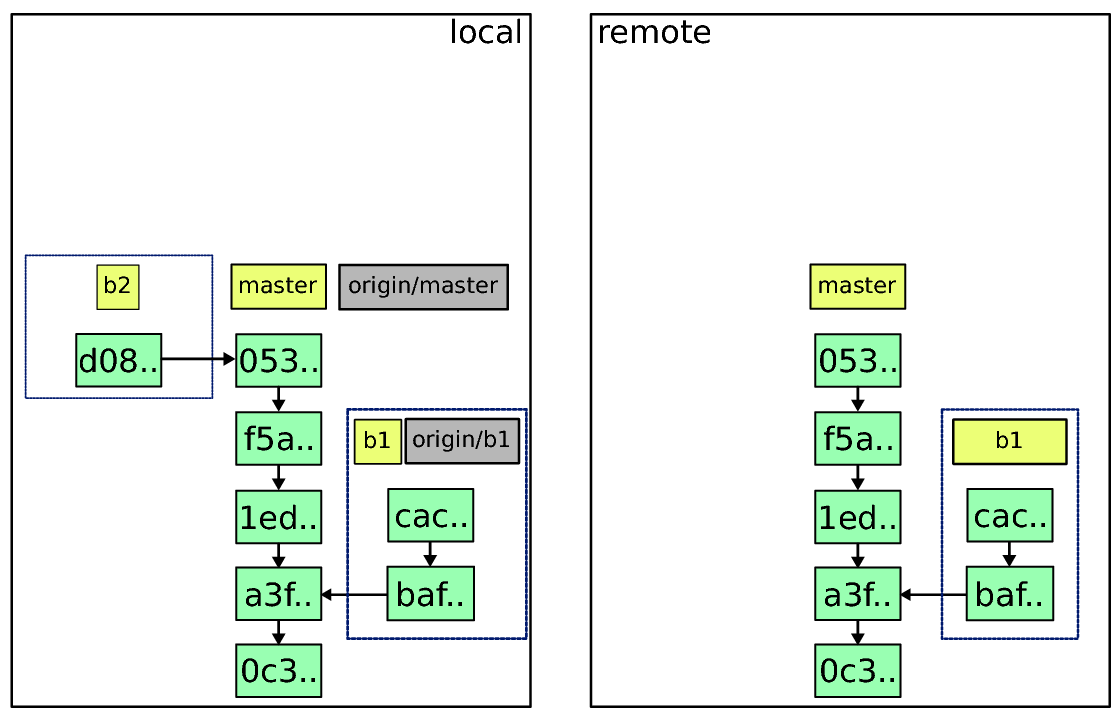 local
b2
master
origin/master
d08..
053..
f5a..
b1
origin/b1
1ed..
cac..
a3f..
baf..
0c3..
remote
master
053..
f5a..
b1
1ed..
cac..
a3f..
baf..
0c3..